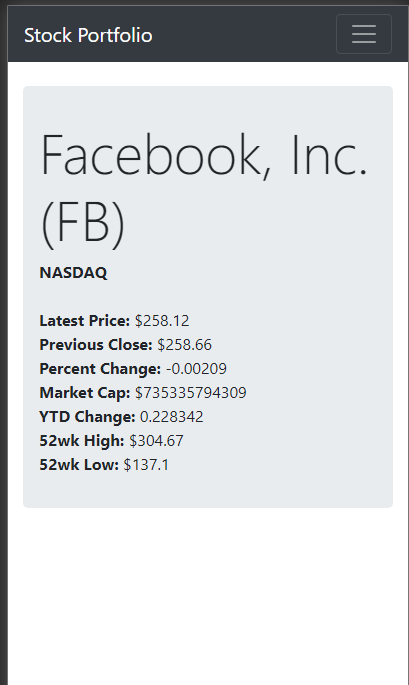 Stock Portfolio
Facebook, Inc.
(FB)
NASDAQ
Latest Price: $258.12
Previous Close: $258.66
Percent Change: -0.00209
Market Cap: $735335794309
YTD Change: 0.228342
52wk High: $304.67
52wk Low: $137.1